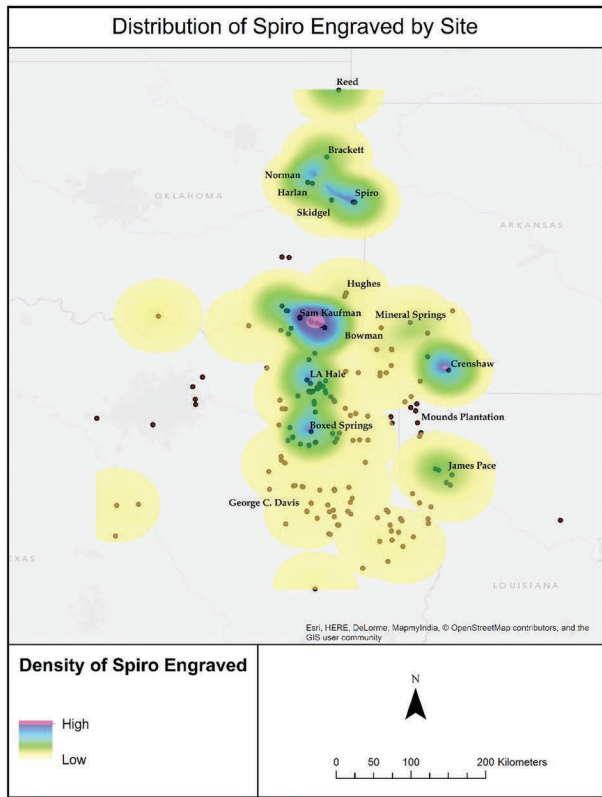 Distribution of Spiro Engraved by Site
Reed
Brackett
Norman
Harlan
Spiro
Skidgel
OKLAHOMA
ARKANSAS
Hughes
Sam Kaufman
Mineral Springs
Bowman
Crenshaw
LA Hale
Mounds Plantation
Boxed Springs
James Pace
George C. Davis
EXAS
LOUISIANA
Esri, HERE, DeLorme, MapmyIndia, © OpenStreetMap contributors, and the
GIS user community
Density of Spiro Engraved
High
Low
N
0 50 100 200 Kilometers